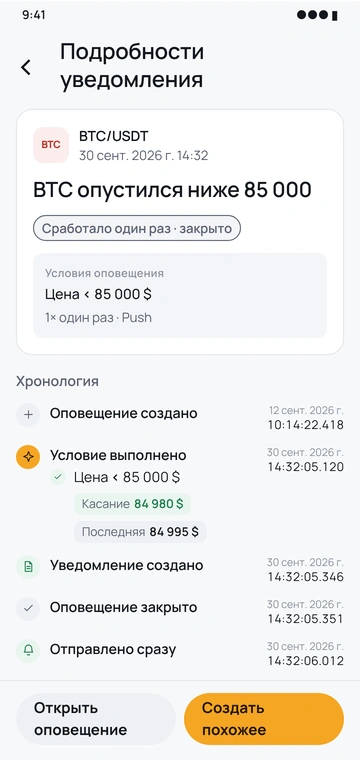 9:41
Подробности
уведомления
BTC
BTC/USDT
30 сент. 2026 г. 14:32
BTC опустился ниже 85 000
Сработало один раз · закрыто
Условия оповещения
Цена < 85 000 $
1× один раз · Push
Хронология
Оповещение создано
12 сент. 2026 г.
10:14:22.418
Условие выполнено
30 сент. 2026 г.
14:32:05.120
Цена < 85 000 $
Касание 84 980 $
Последняя 84 995 $
Уведомление создано
30 сент. 2026 г.
14:32:05.346
Оповещение закрыто
30 сент. 2026 г.
14:32:05.351
Отправлено сразу
30 сент. 2026 г.
14:32:06.012
Открыть
оповещение
Создать
похожее